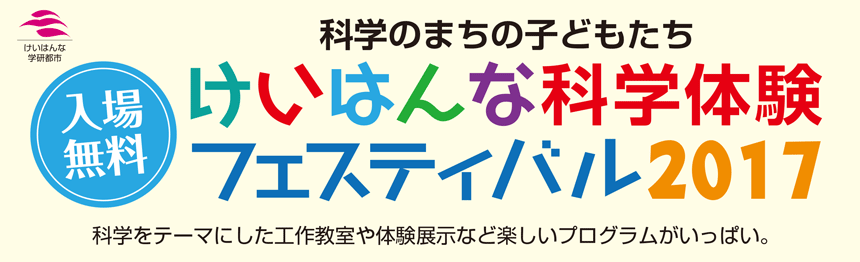 けいはんな
学研都市
科学のまちの子どもたち
入場
無料
けいはんな科学体験
フェスティバル2017
科学をテーマにした工作教室や体験展示など楽しいプログラムがいっぱい。